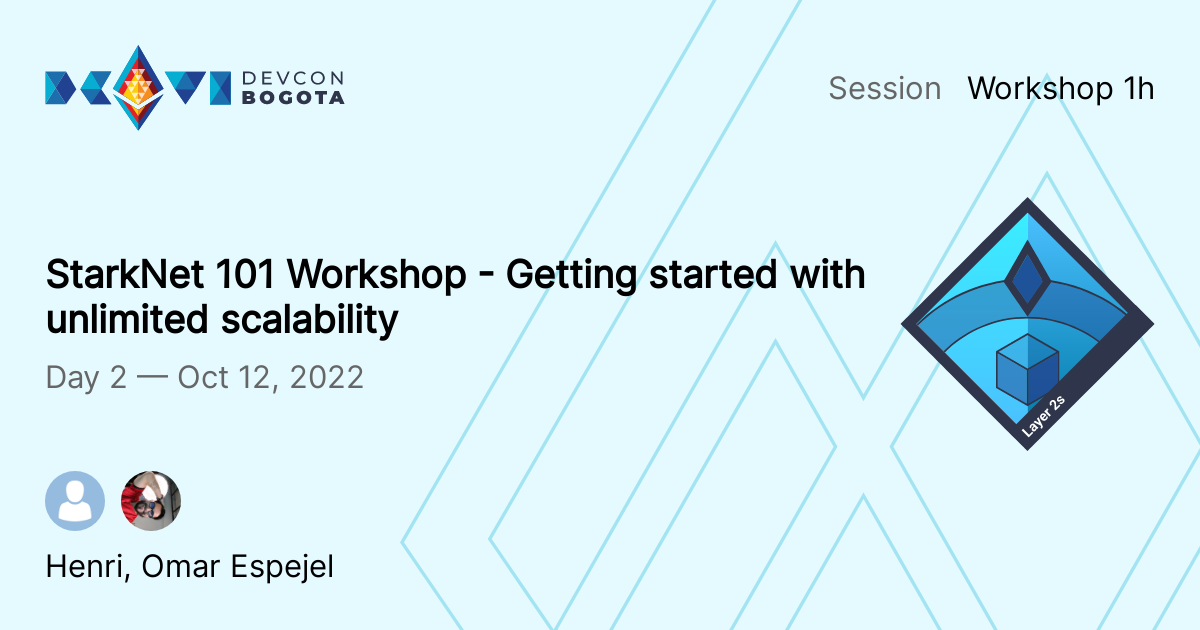 DEVCON
BOGOTA
Session Workshop 1h
StarkNet 101 Workshop - Getting started with
unlimited scalability
Day 2 — Oct 12, 2022
Layer 2s
Henri, Omar Espejel